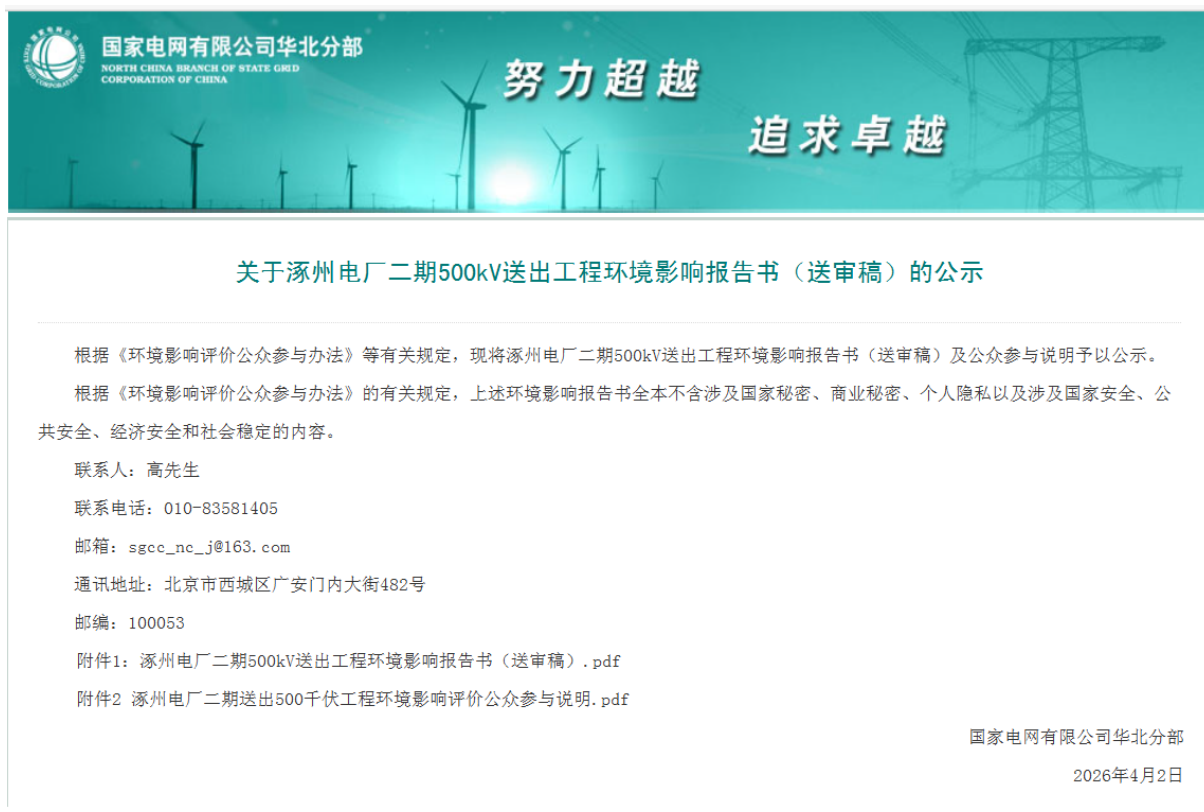 国家电网有限公司华北分部
NORTH CHINA BRANCH OF STATE GRID
CORPORATION OF CHINA
努力超越
追求卓越
关于涿州电厂二期500kV送出工程环境影响报告书（送审稿）的公示
根据《环境影响评价公众参与办法》等有关规定，现将涿州电厂二期500kV送出工程环境影响报告书（送审稿）及公众参与说明予以公示。
根据《环境影响评价公众参与办法》的有关规定，上述环境影响报告书全本不含涉及国家秘密、商业秘密、个人隐私以及涉及国家安全、公
共安全、经济安全和社会稳定的内容。
联系人：高先生
联系电话：010-83581405
邮箱：sgcc_nc_j@163.com
通讯地址：北京市西城区广安门内大街482号
邮编：100053
附件1：涿州电厂二期500kV送出工程环境影响报告书（送审稿）.pdf
附件2 涿州电厂二期送出500千伏工程环境影响评价公众参与说明.pdf
国家电网有限公司华北分部
2026年4月2日